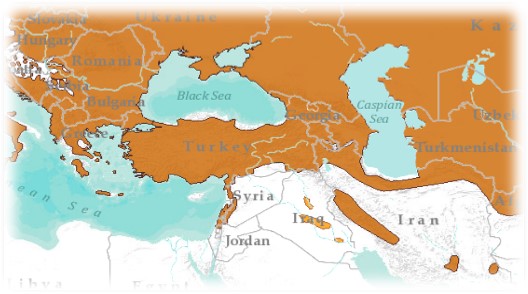 Slovakia
Ukraine
Hungary
Kaz
Romania
Black Sea
Bulgaria
Georgia
Caspian
Sea
Uzbek
Greece
Turkey
Turkmenistan
ean Sea
Syria
Iraq
Iran
Jordan
Libya
Egypt